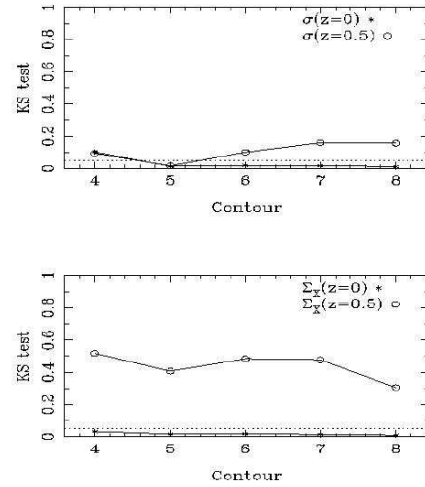 σ(z=0) *
σ(z=0.5) ○
KS test
0 0.2 0.4 0.6 0.8 1
4 5 6 7 8
Contour
Σ_X(z=0) *
Σ_X(z=0.5) ○
KS test
0 0.2 0.4 0.6 0.8 1
4 5 6 7 8
Contour